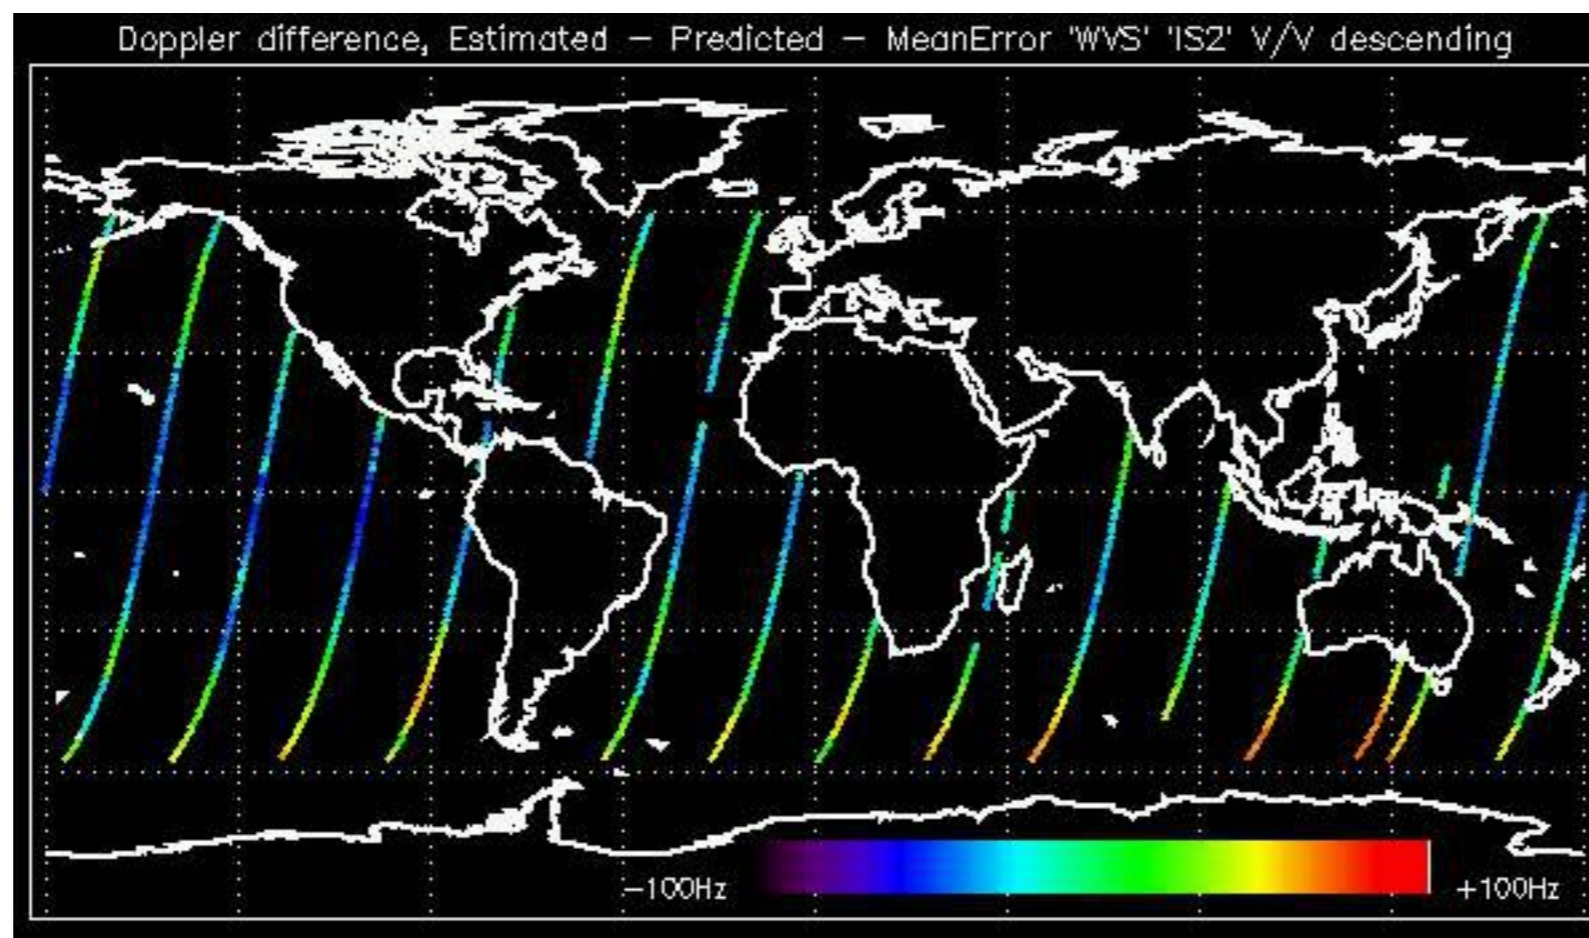 Doppler difference, Estimated – Predicted – MeanError 'WVS' 'IS2' V/V descending
–100Hz
+100Hz